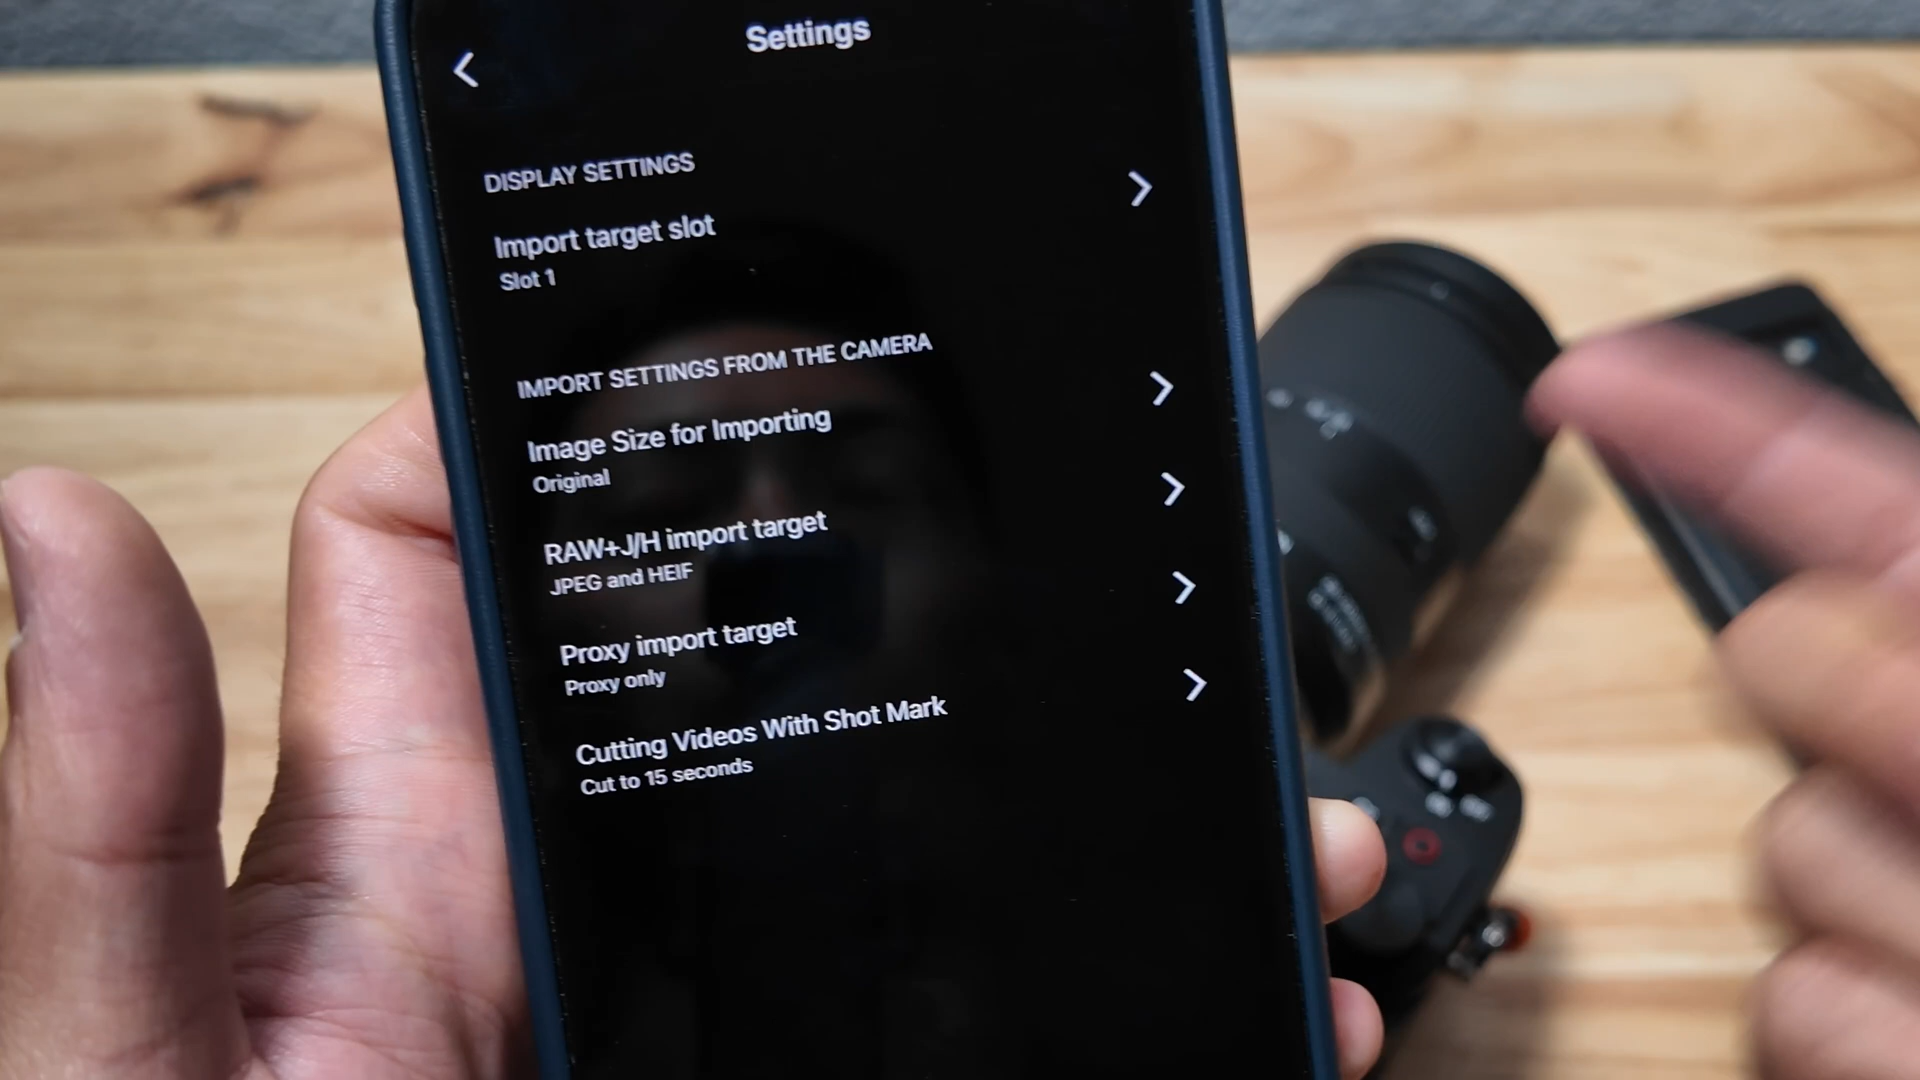 Settings
DISPLAY SETTINGS
Import target slot
Slot 1
IMPORT SETTINGS FROM THE CAMERA
Image Size for Importing
Original
RAW+J/H import target
JPEG and HEIF
Proxy import target
Proxy only
Cutting Videos With Shot Mark
Cut to 15 seconds